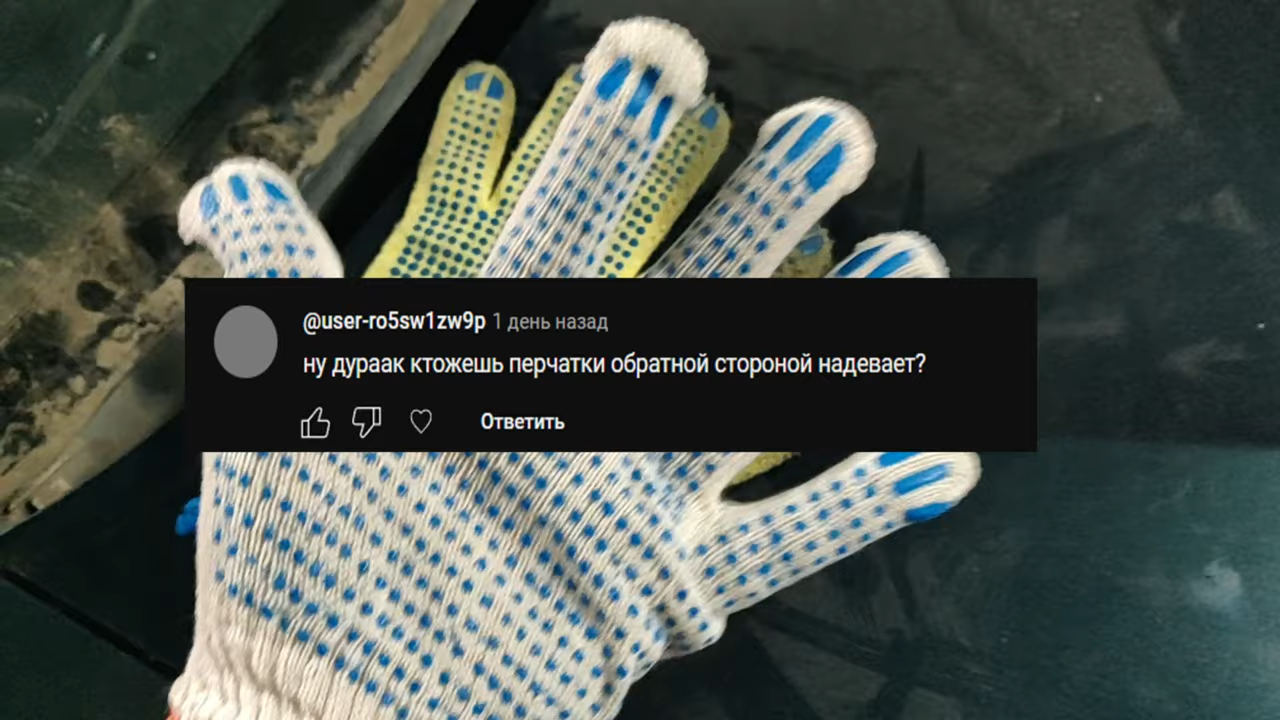 @user-ro5sw1zw9p 1 день назад
ну дураак ктожешь перчатки обратной стороной надевает?
Ответить